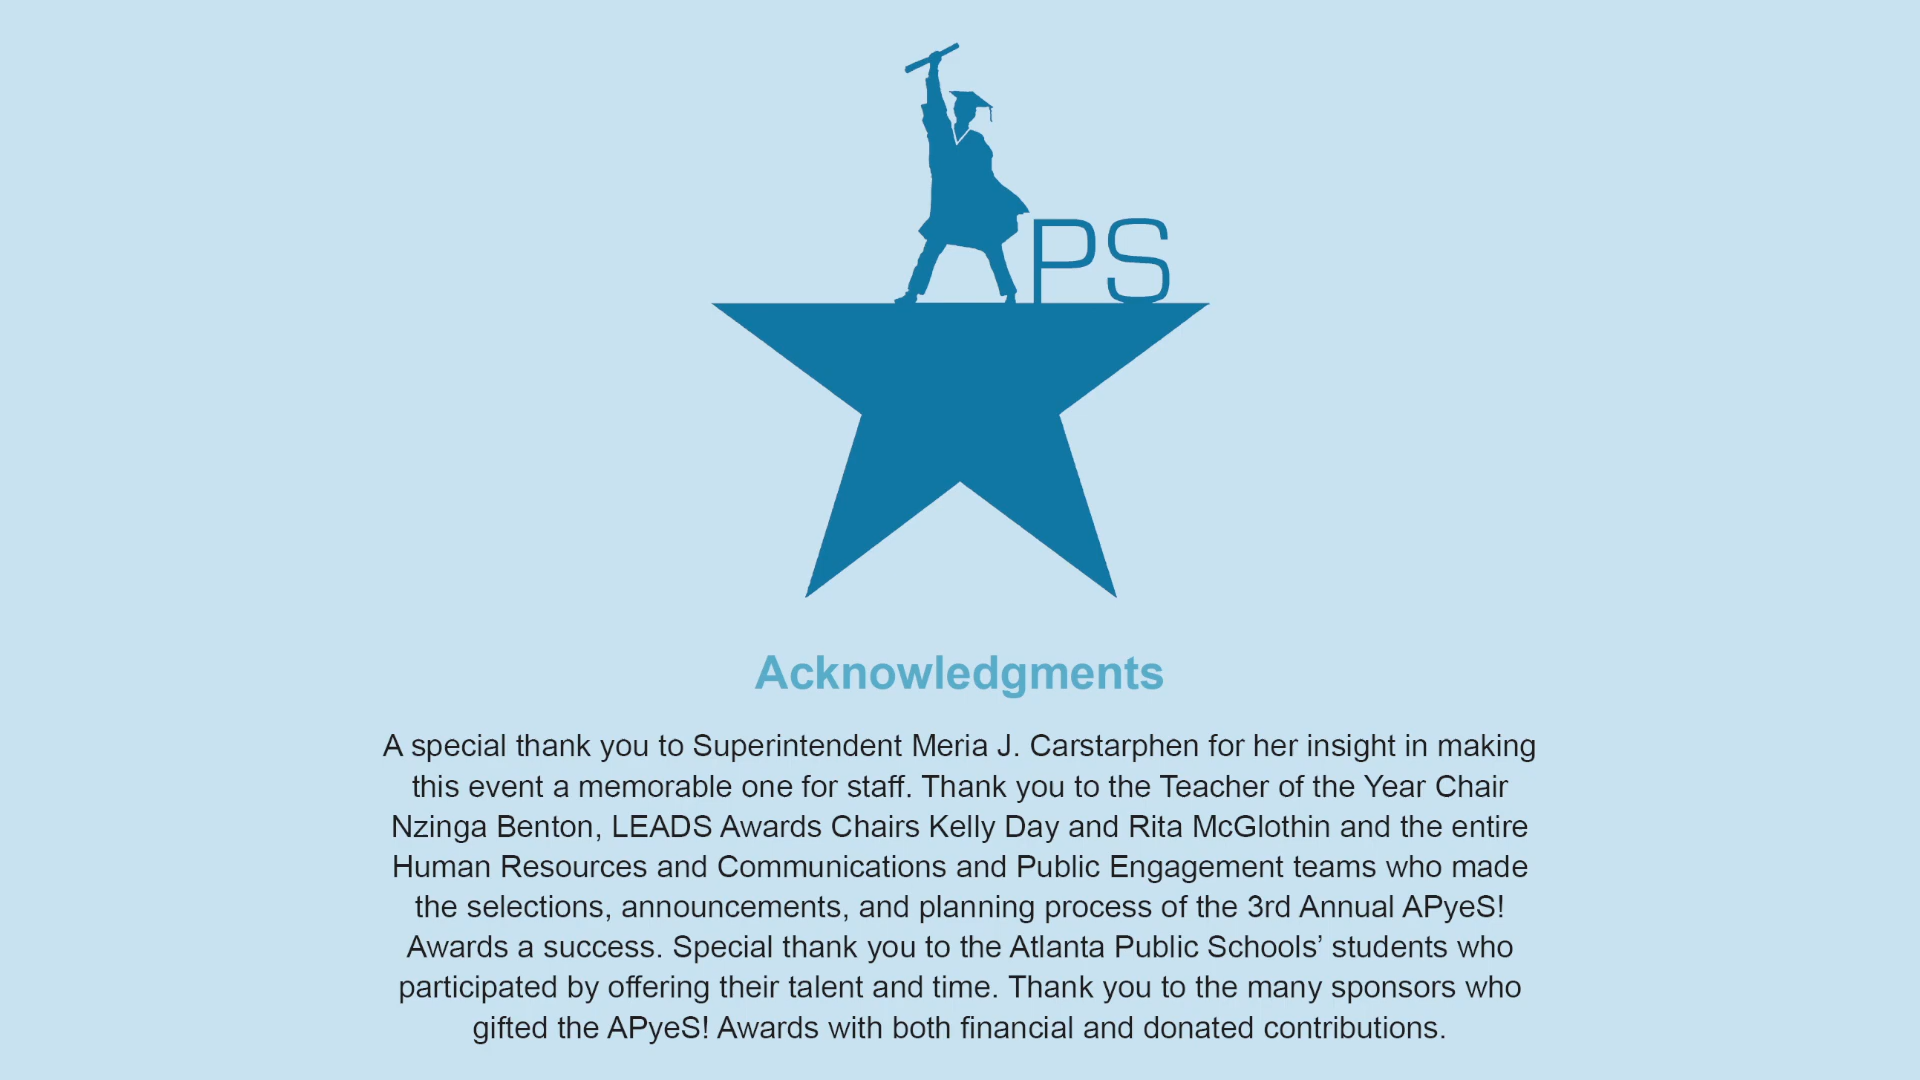 PS
Acknowledgments
A special thank you to Superintendent Meria J. Carstarphen for her insight in making
this event a memorable one for staff. Thank you to the Teacher of the Year Chair
Nzinga Benton, LEADS Awards Chairs Kelly Day and Rita McGlothin and the entire
Human Resources and Communications and Public Engagement teams who made
the selections, announcements, and planning process of the 3rd Annual APyeS!
Awards a success. Special thank you to the Atlanta Public Schools’ students who
participated by offering their talent and time. Thank you to the many sponsors who
gifted the APyeS! Awards with both financial and donated contributions.